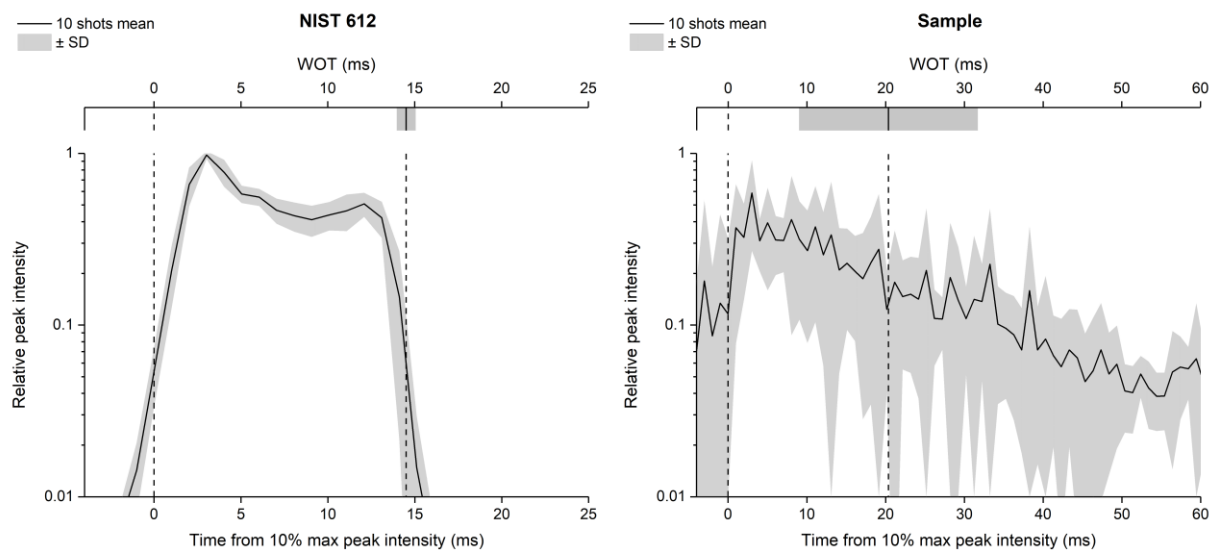 NIST 612
10 shots mean
± SD
WOT (ms)
0 5 10 15 20 25
1
0.1
0.01
Relative peak intensity
0 5 10 15 20 25
Time from 10% max peak intensity (ms)
Sample
10 shots mean
± SD
WOT (ms)
0 10 20 30 40 50 60
1
0.1
0.01
Relative peak intensity
0 10 20 30 40 50 60
Time from 10% max peak intensity (ms)